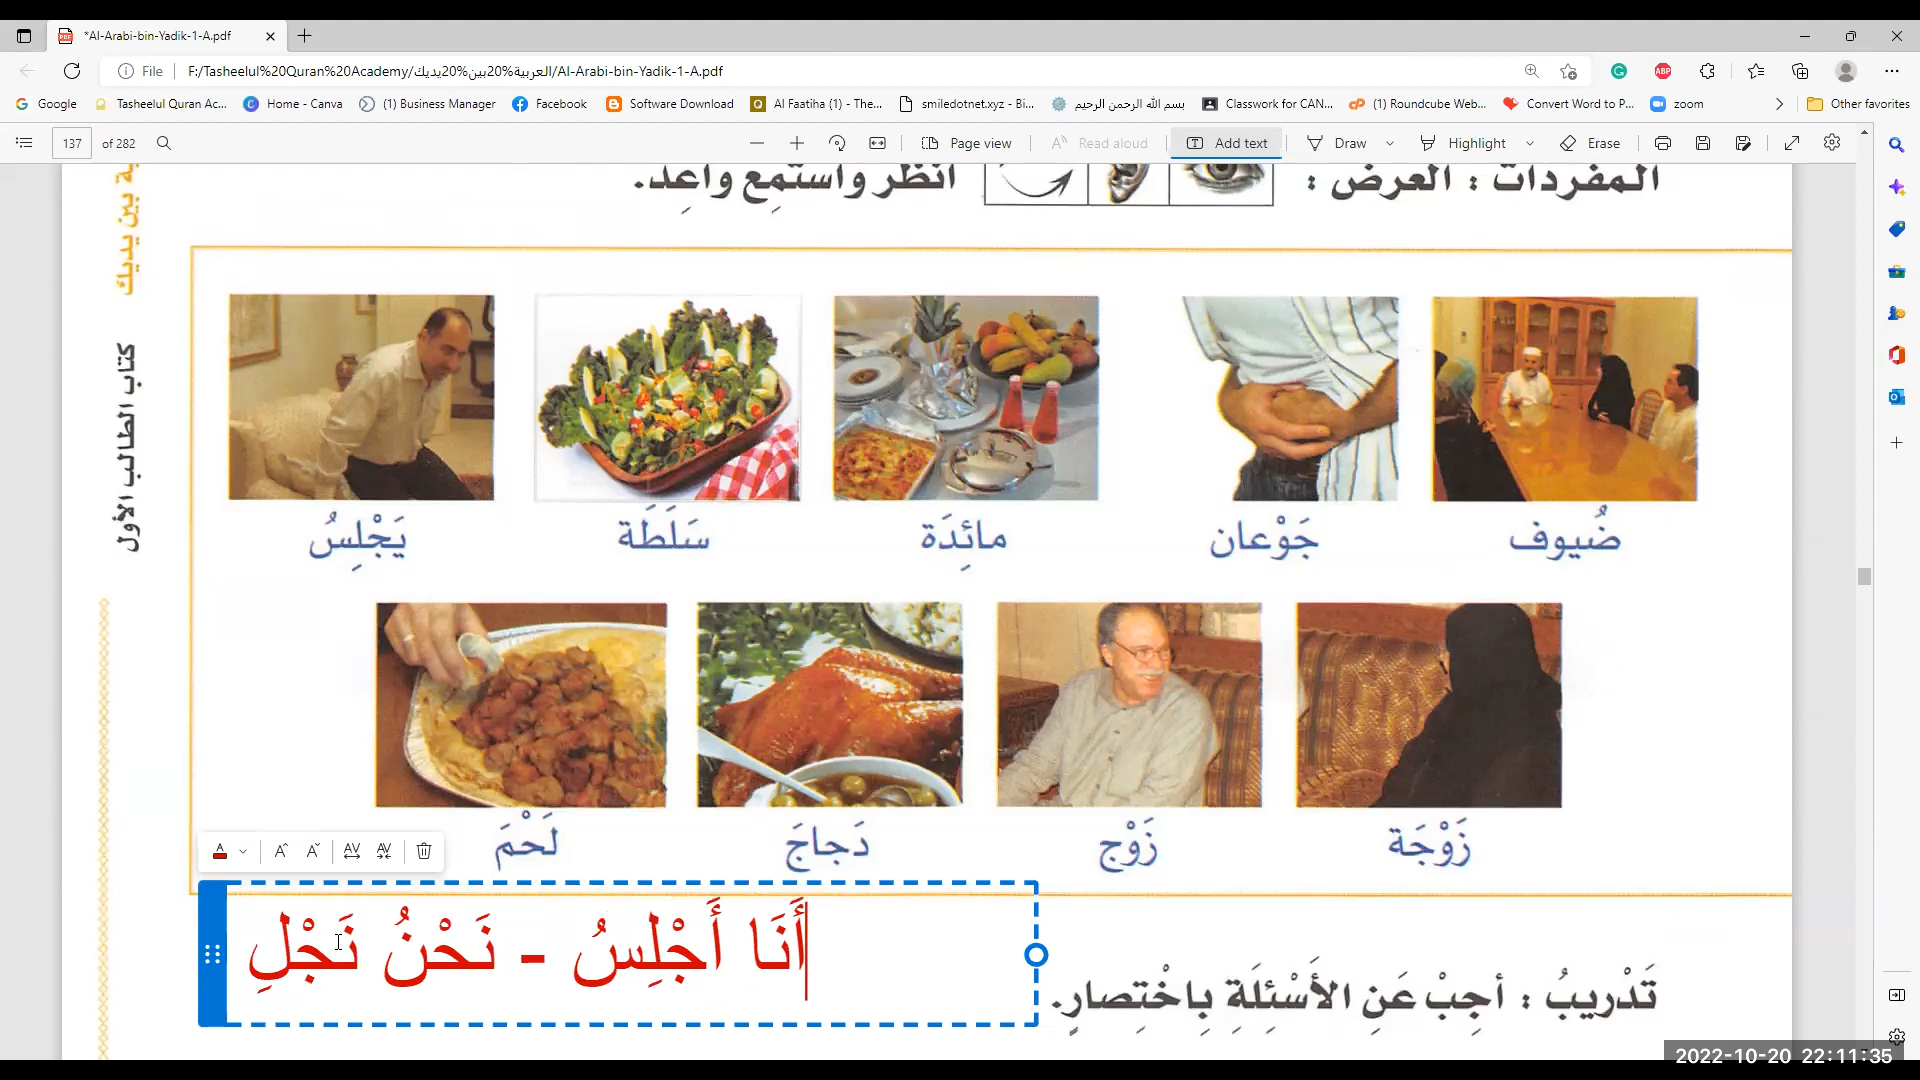 *Al-Arabi-bin-Yadik-1-A.pdf
File F:/Tasheelul%20Quran%20Academy/العربية%20بين%20يديك/Al-Arabi-bin-Yadik-1-A.pdf
Google Tasheelul Quran Ac... Home - Canva (1) Business Manager Facebook Software Download Al Faatiha (1) - The... smiledotnet.xyz - Bi... بسم الله الرحمن الرحيم Classwork for CAN... (1) Roundcube Web... Convert Word to P... zoom Other favorites
137 of 282 Page view Read aloud Add text Draw Highlight Erase
المفردات : العرض : انظر واستمِع وأعِد.
بين يديك
كتاب الطالب الأول
ضُيوف جَوْعان مائِدَة سَلَطَة يَجْلِسُ
زَوْجَة زَوْج دَجاجَ لَحْمَ
أَنَا أَجْلِسُ - نَحْنُ نَجْلِ
تَدْريبُ : أجِبْ عَنِ الأَسْئِلَةِ بِاخْتِصارٍ.
2022-10-20 22:11:35